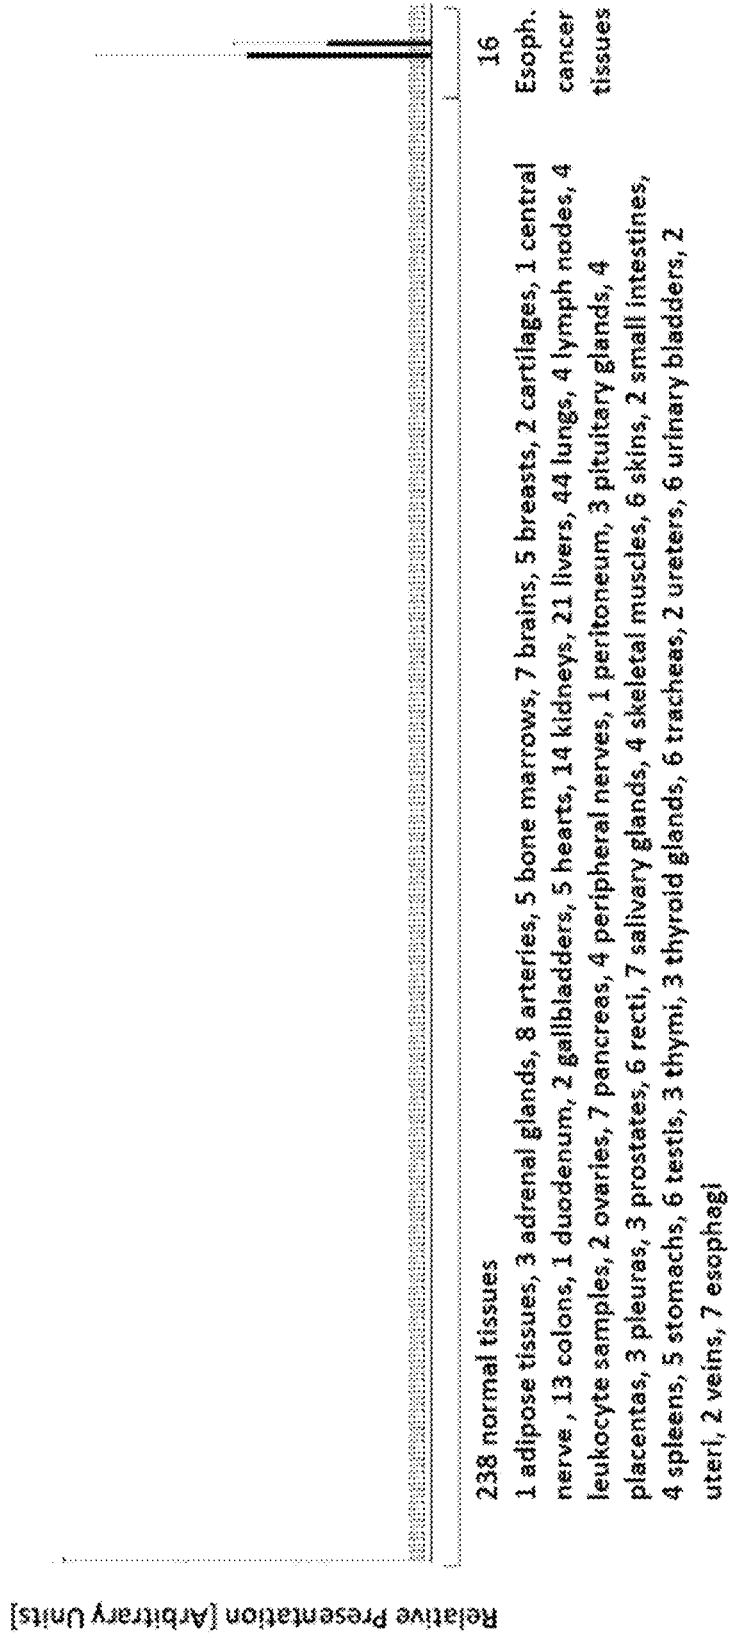 Relative Presentation [Arbitrary Units]
238 normal tissues
1 adipose tissues, 3 adrenal glands, 8 arteries, 5 bone marrows, 7 brains, 5 breasts, 2 cartilages, 1 central
nerve , 13 colons, 1 duodenum, 2 gallbladders, 5 hearts, 14 kidneys, 21 livers, 44 lungs, 4 lymph nodes, 4
leukocyte samples, 2 ovaries, 7 pancreas, 4 peripheral nerves, 1 peritoneum, 3 pituitary glands, 4
placentas, 3 pleuras, 3 prostates, 6 recti, 7 salivary glands, 4 skeletal muscles, 6 skins, 2 small intestines,
4 spleens, 5 stomachs, 6 testis, 3 thymi, 3 thyroid glands, 6 tracheas, 2 ureters, 6 urinary bladders, 2
uteri, 2 veins, 7 esophagi
16
Esoph.
cancer
tissues